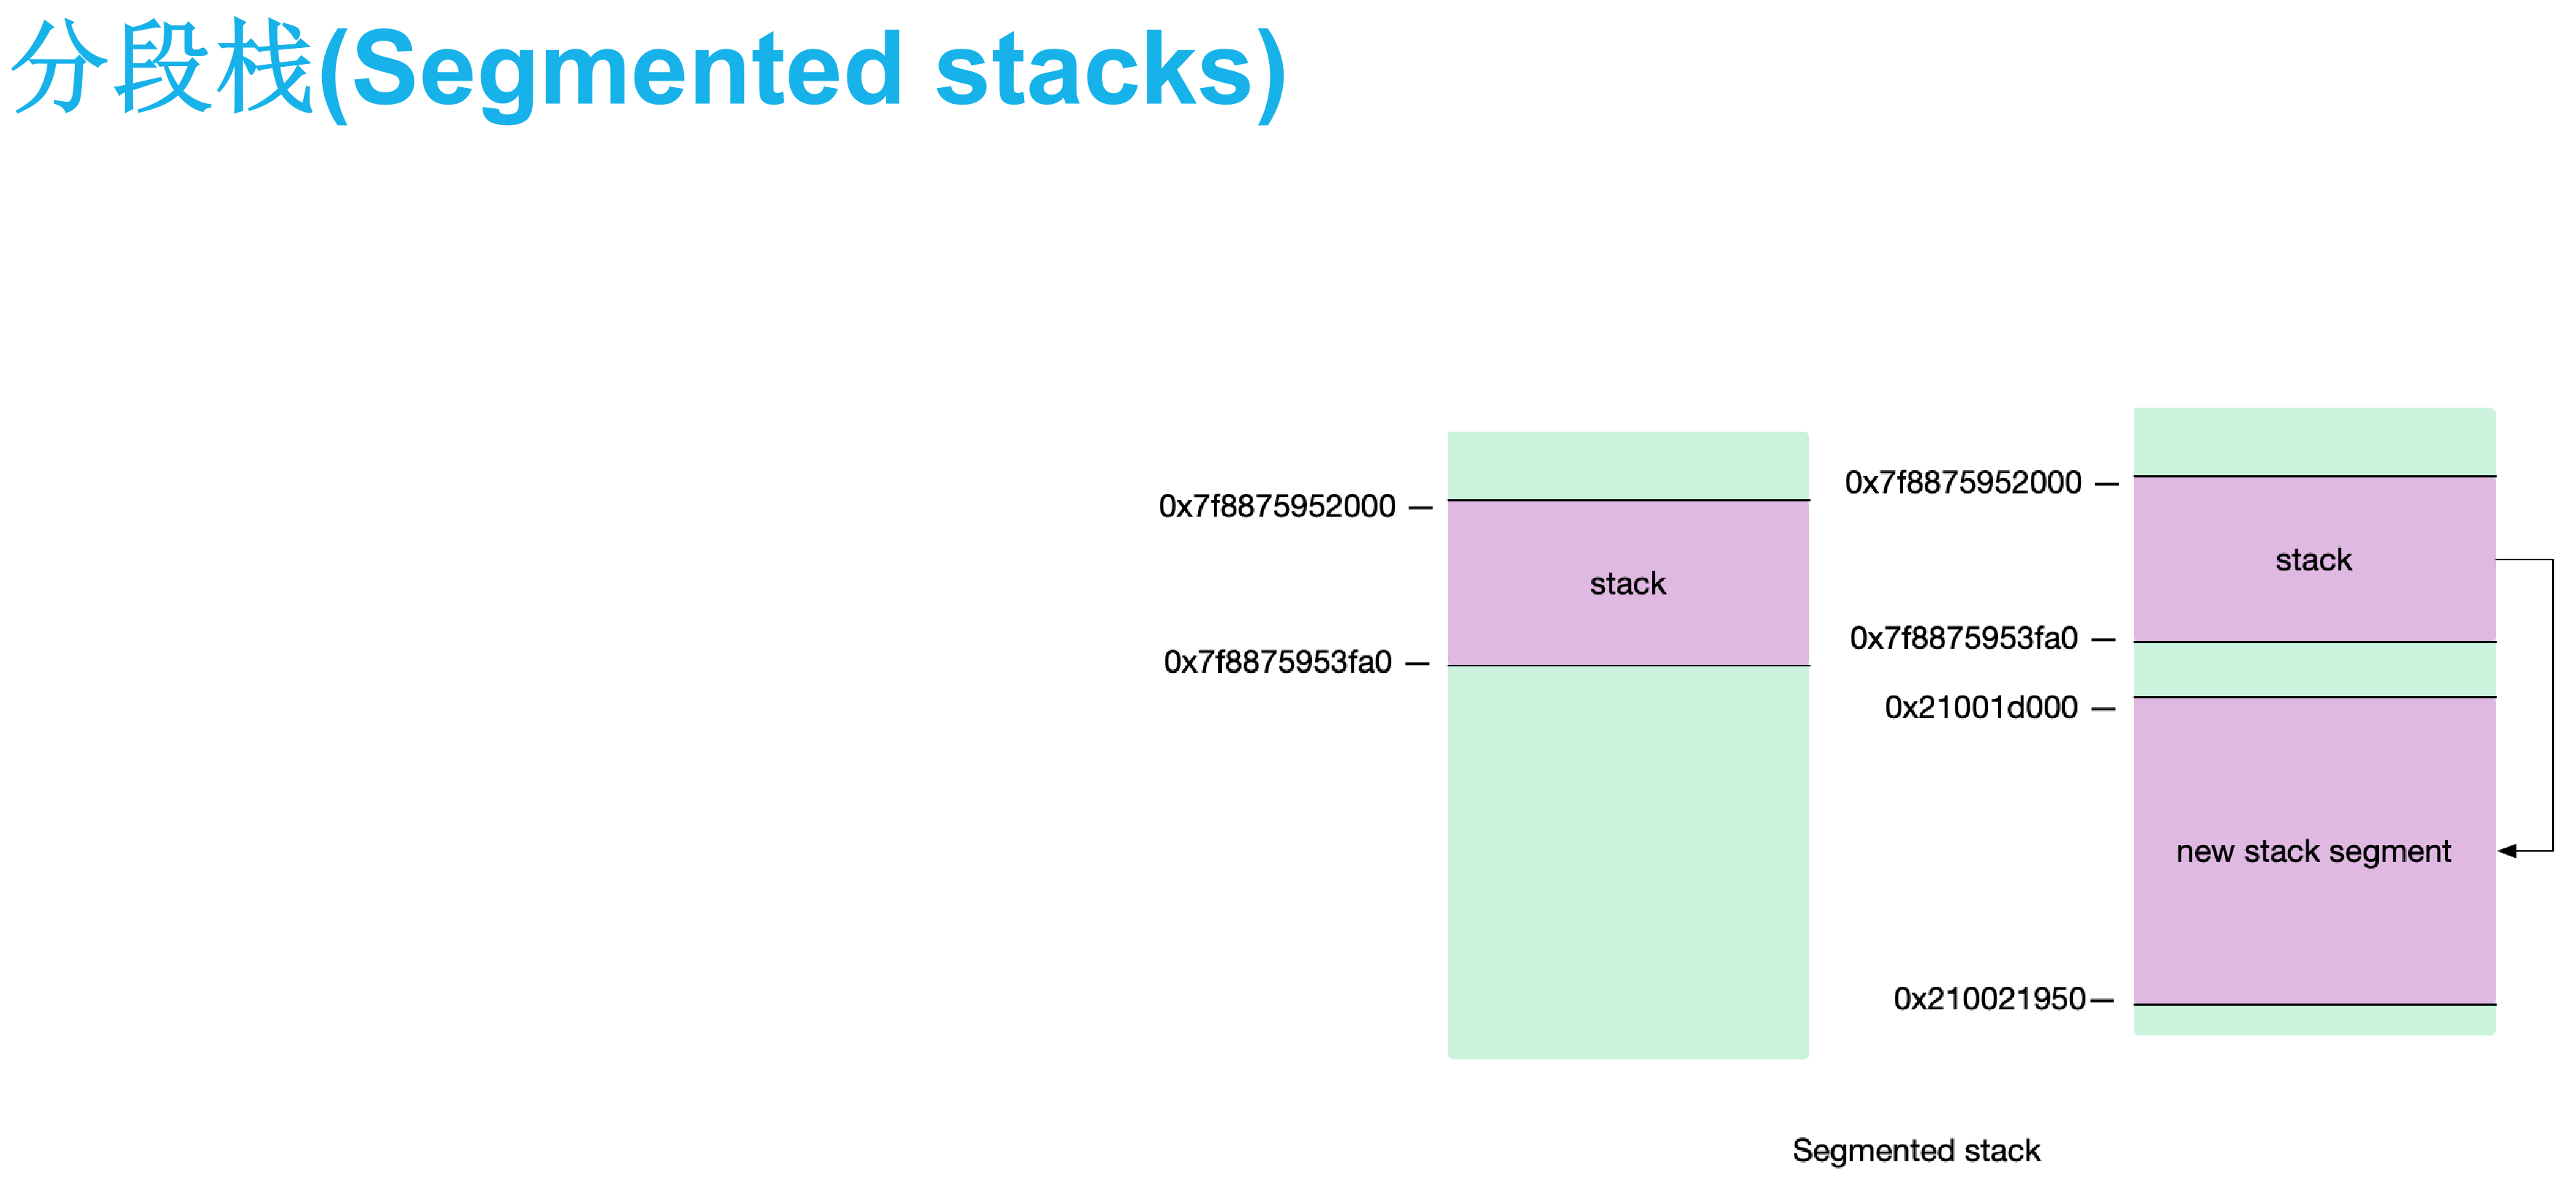 分段栈(Segmented stacks)
0x7f8875952000
stack
0x7f8875953fa0
0x7f8875952000
stack
0x7f8875953fa0
0x21001d000
new stack segment
0x210021950
Segmented stack